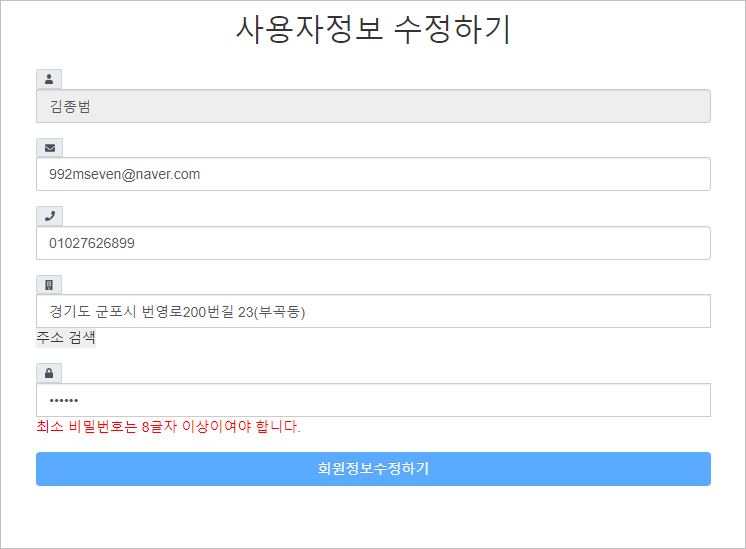 사용자정보 수정하기
김종범
992mseven@naver.com
01027626899
경기도 군포시 번영로200번길 23(부곡동)
주소 검색
••••••
최소 비밀번호는 8글자 이상이여야 합니다.
회원정보수정하기